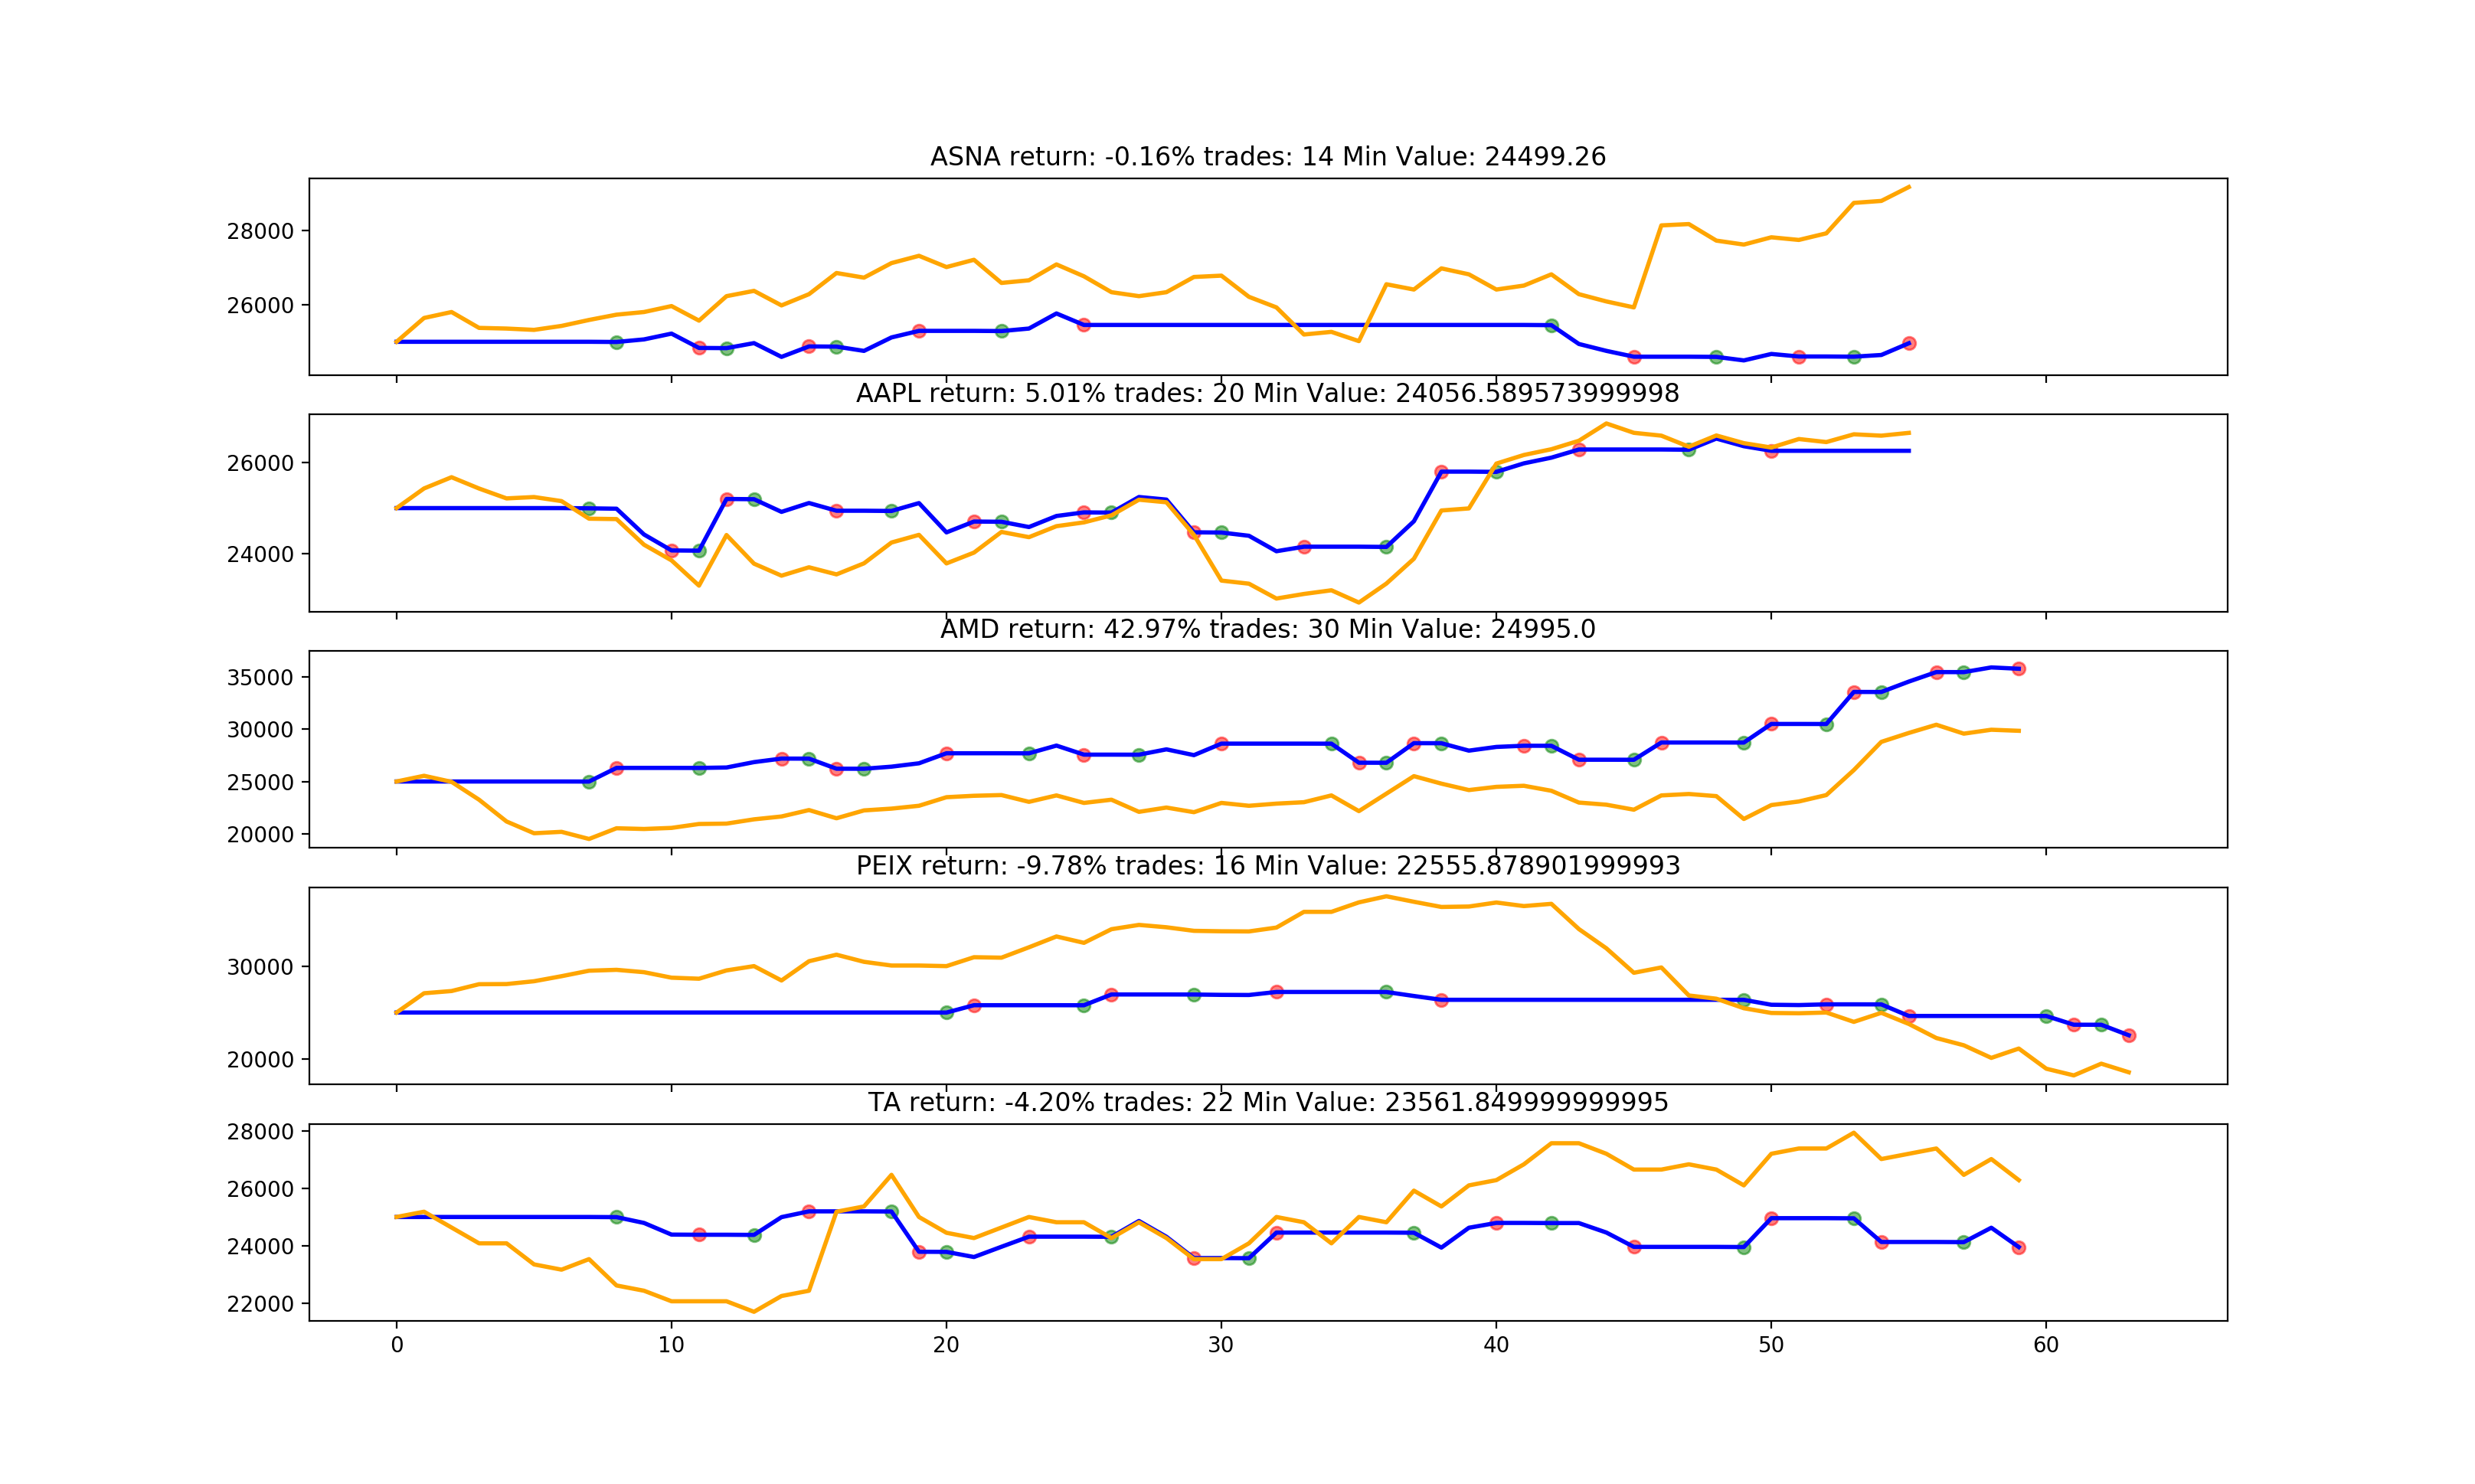 ASNA return: -0.16% trades: 14 Min Value: 24499.26
28000
26000
AAPL return: 5.01% trades: 20 Min Value: 24056.589573999998
26000
24000
AMD return: 42.97% trades: 30 Min Value: 24995.0
35000
30000
25000
20000
PEIX return: -9.78% trades: 16 Min Value: 22555.878901999993
30000
20000
TA return: -4.20% trades: 22 Min Value: 23561.849999999995
28000
26000
24000
22000
0 10 20 30 40 50 60